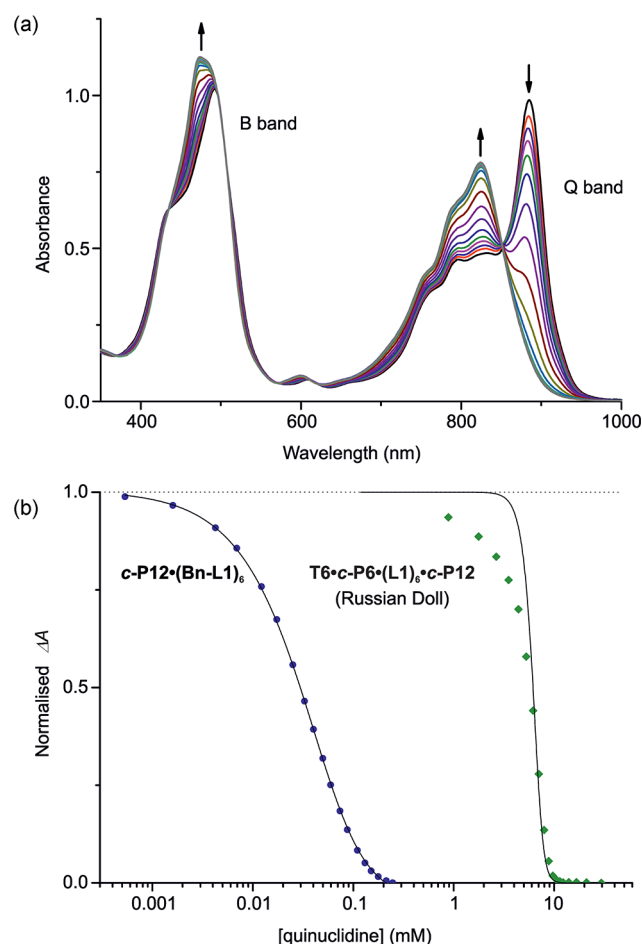 (a)
B band
Q band
Absorbance
1.0
0.5
0.0
400
600
800
1000
Wavelength (nm)
(b)
1.0
c-P12•(Bn-L1)₆
T6•c-P6•(L1)₆•c-P12
(Russian Doll)
Normalised ΔA
0.5
0.0
0.001
0.01
0.1
1
10
[quinuclidine] (mM)